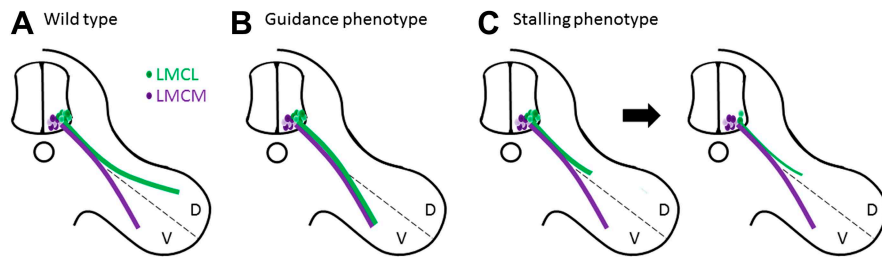 A Wild type
B Guidance phenotype
C Stalling phenotype
LMCL
LMCM
D
V
D
V
D
V
D
V